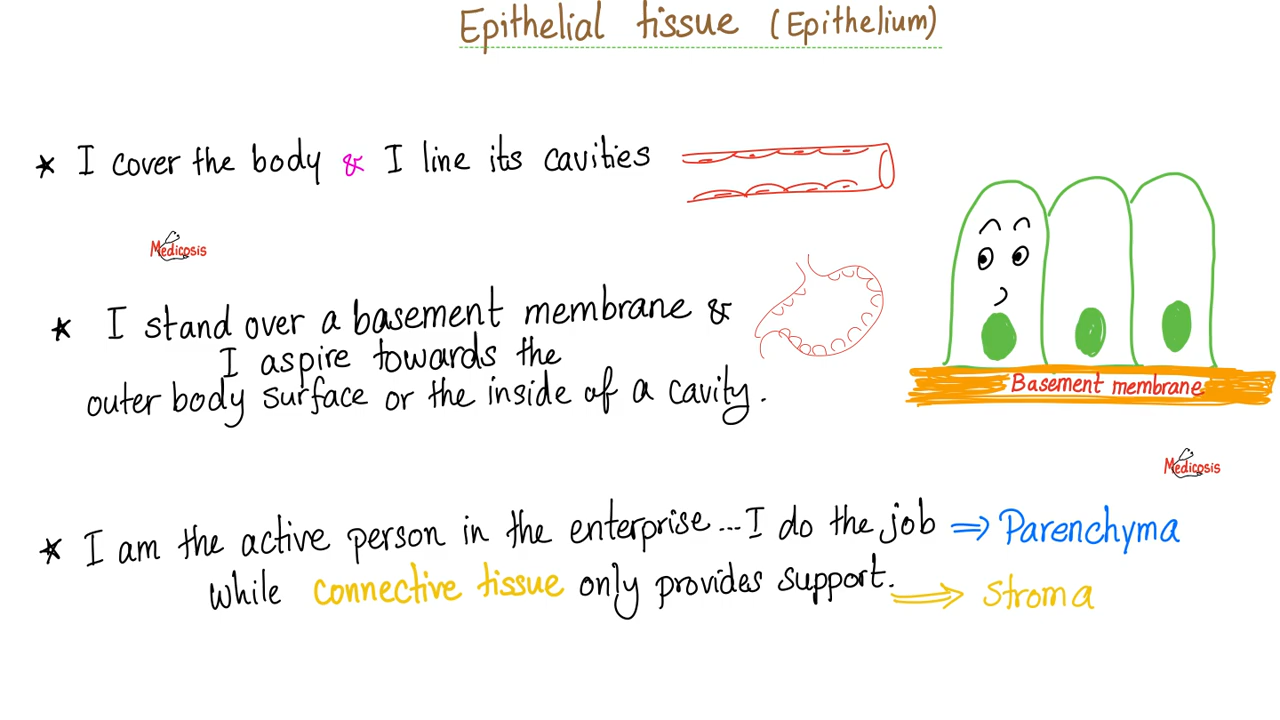 Epithelial tissue (Epithelium)
* I cover the body & I line its cavities
Medicosis
* I stand over a basement membrane &
I aspire towards the
outer body surface or the inside of a cavity.
Basement membrane
Medicosis
* I am the active person in the enterprise...I do the job ⇒ Parenchyma
while connective tissue only provides support. ⇒ Stroma